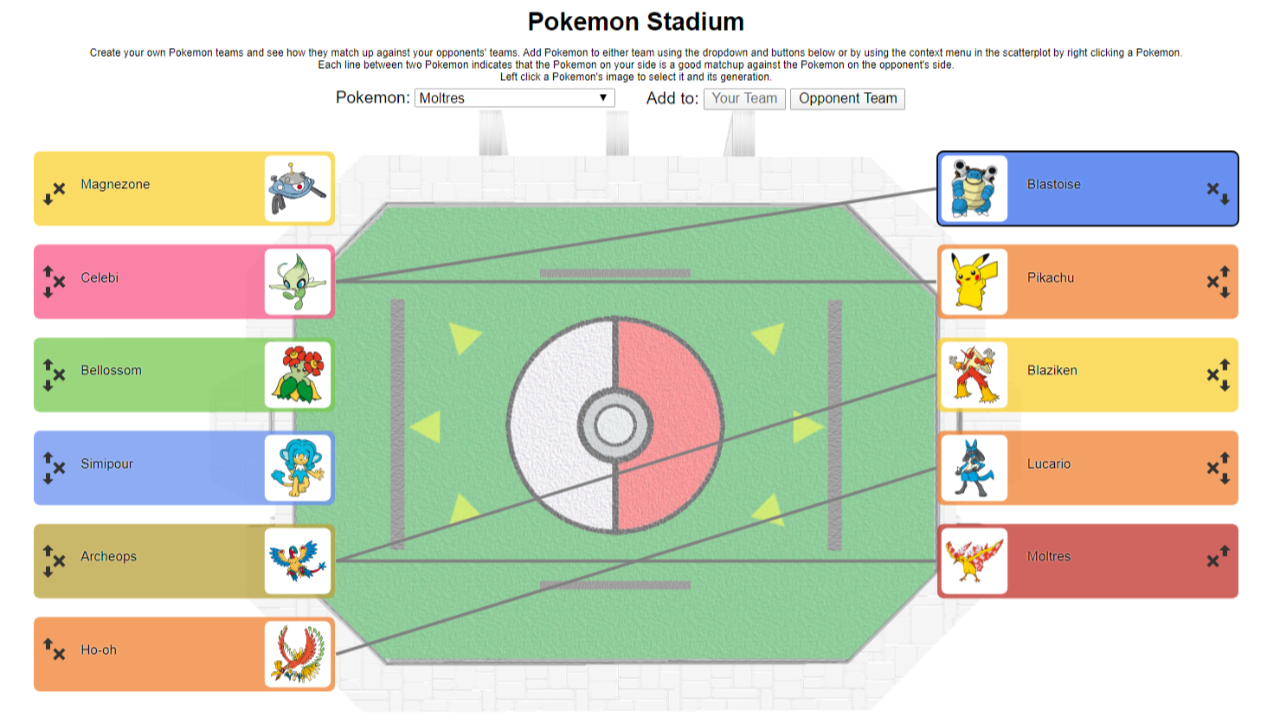 Pokemon Stadium
Create your own Pokemon teams and see how they match up against your opponents' teams. Add Pokemon to either team using the dropdown and buttons below or by using the context menu in the scatterplot by right clicking a Pokemon.
Each line between two Pokemon indicates that the Pokemon on your side is a good matchup against the Pokemon on the opponent's side.
Left click a Pokemon's image to select it and its generation.
Pokemon: Moltres Add to: Your Team Opponent Team
Magnezone
Celebi
Bellossom
Simipour
Archeops
Ho-oh
Blastoise
Pikachu
Blaziken
Lucario
Moltres